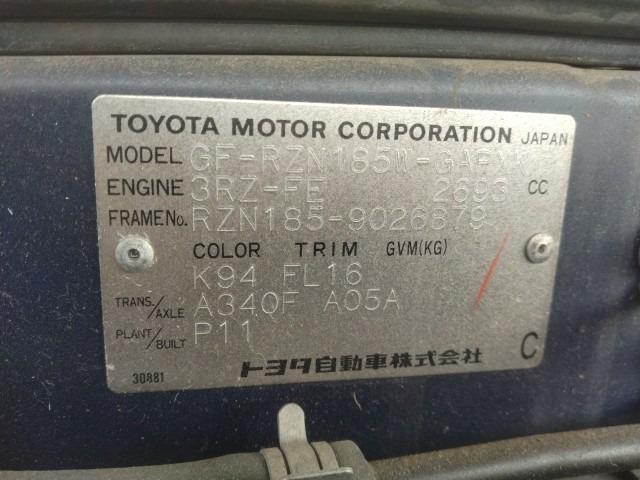 TOYOTA MOTOR CORPORATION JAPAN
MODEL GF-RZN185W-GAPXK
ENGINE 3RZ-FE 2693 CC
FRAME No. RZN185-9026879
COLOR TRIM GVM(KG)
K94 FL16
TRANS./AXLE A340F A05A
PLANT/BUILT P11
トヨタ自動車株式会社 C
30881